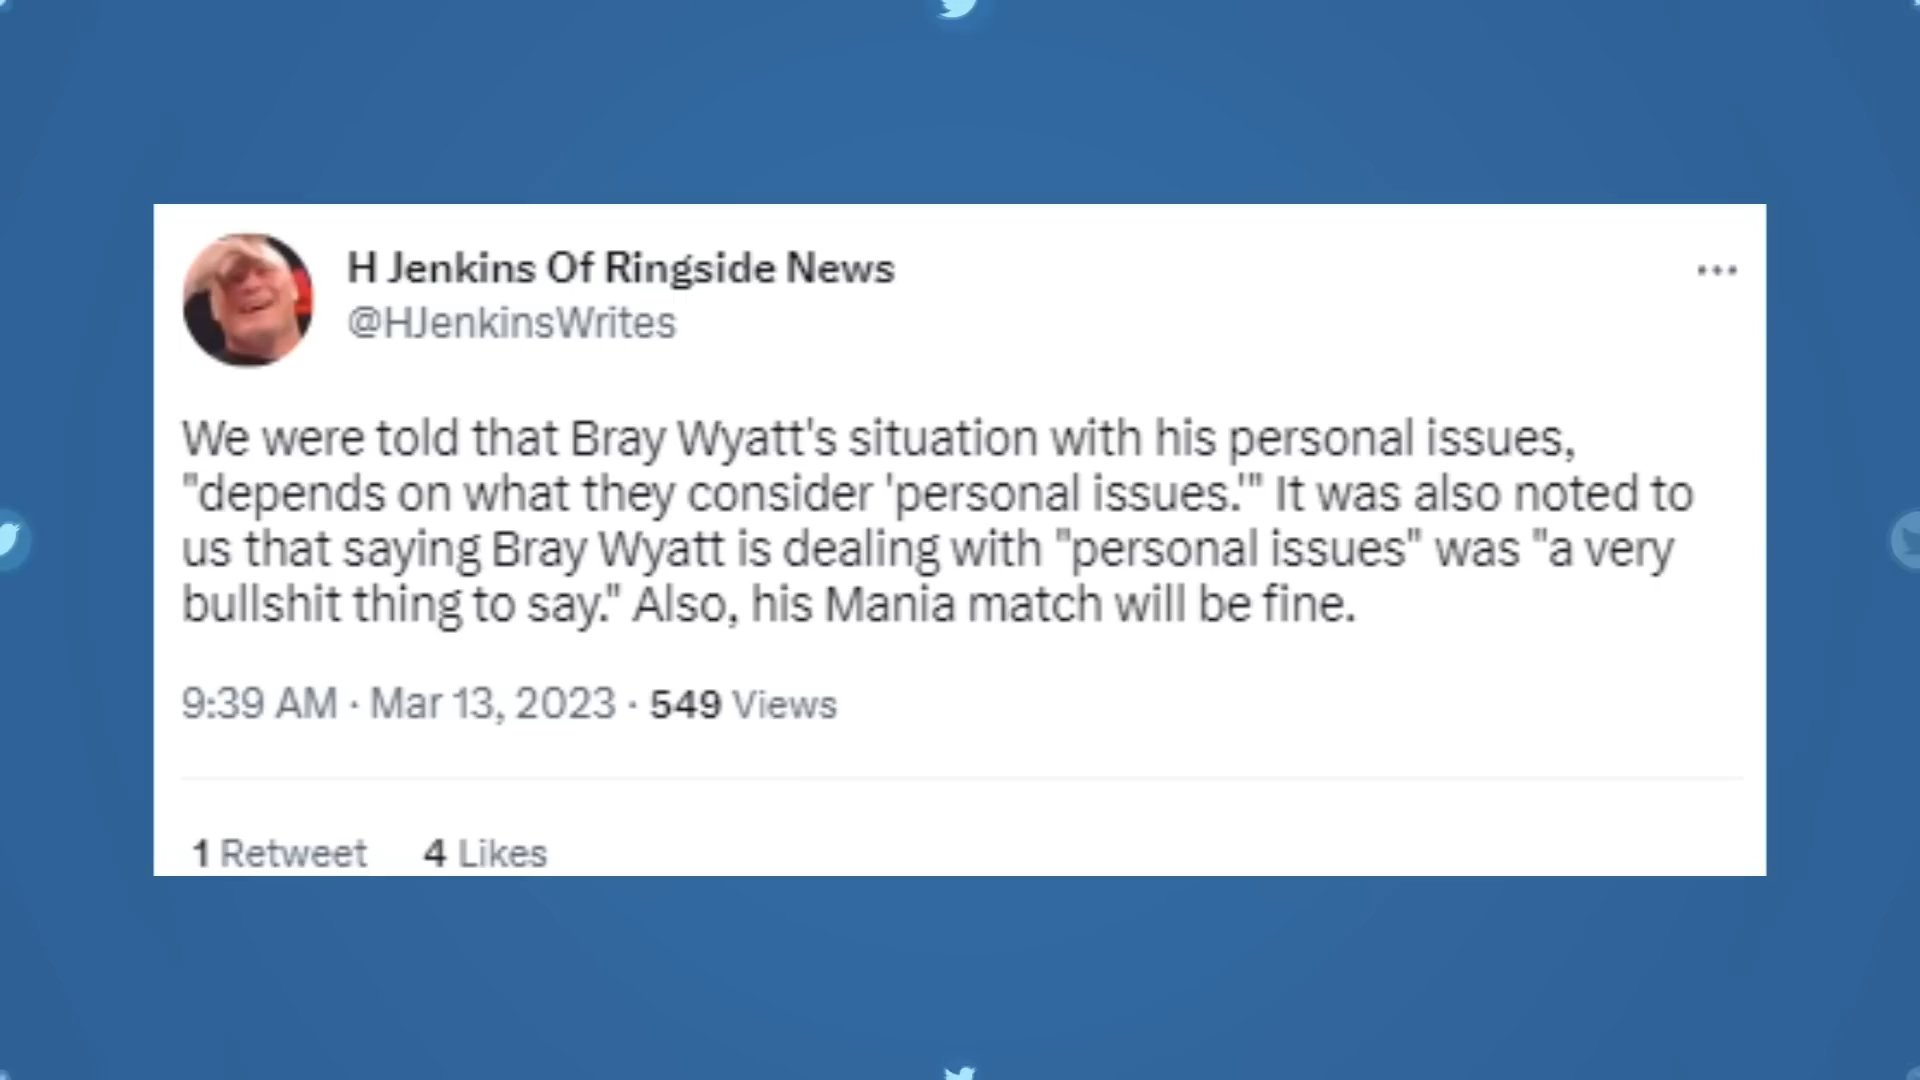 H Jenkins Of Ringside News
@HJenkinsWrites
We were told that Bray Wyatt's situation with his personal issues,
"depends on what they consider 'personal issues.'" It was also noted to
us that saying Bray Wyatt is dealing with "personal issues" was "a very
bullshit thing to say." Also, his Mania match will be fine.
9:39 AM · Mar 13, 2023 · 549 Views
1 Retweet 4 Likes